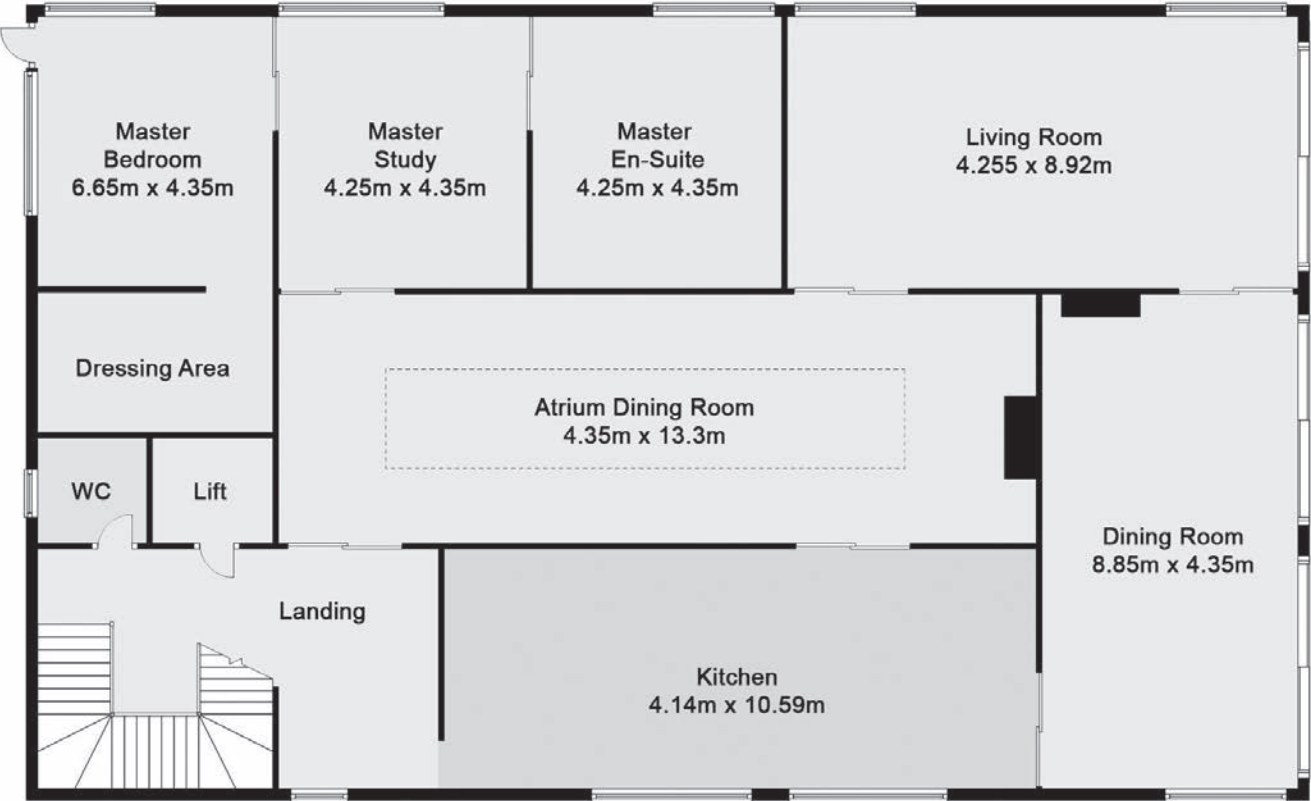 Master
Bedroom
6.65m x 4.35m
Master
Study
4.25m x 4.35m
Master
En-Suite
4.25m x 4.35m
Living Room
4.255 x 8.92m
Dressing Area
Atrium Dining Room
4.35m x 13.3m
WC
Lift
Dining Room
8.85m x 4.35m
Landing
Kitchen
4.14m x 10.59m